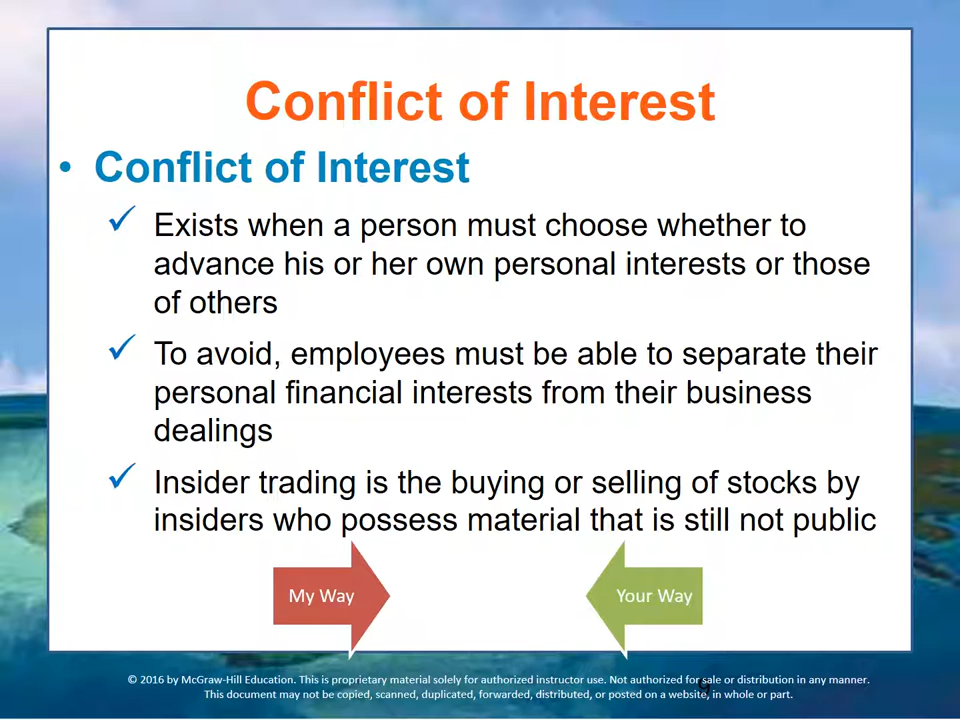 Conflict of Interest
• Conflict of Interest
✓ Exists when a person must choose whether to
advance his or her own personal interests or those
of others
✓ To avoid, employees must be able to separate their
personal financial interests from their business
dealings
✓ Insider trading is the buying or selling of stocks by
insiders who possess material that is still not public
My Way
Your Way
© 2016 by McGraw-Hill Education. This is proprietary material solely for authorized instructor use. Not authorized for sale or distribution in any manner.
This document may not be copied, scanned, duplicated, forwarded, distributed, or posted on a website, in whole or part.